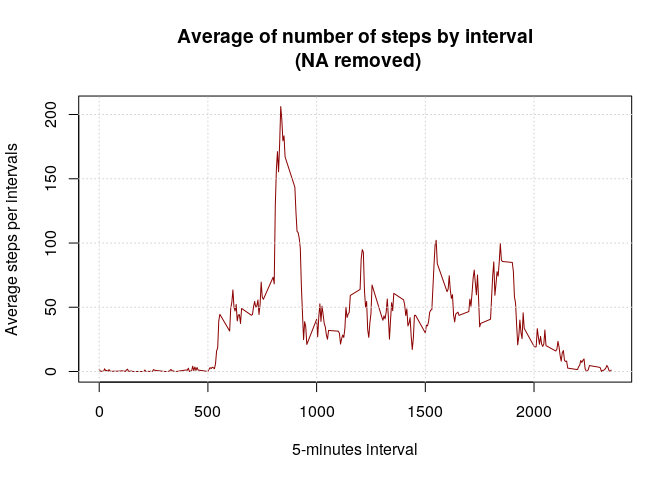 Average of number of steps by interval
(NA removed)
Average steps per Intervals
200
150
100
50
0
0 500 1000 1500 2000
5-minutes interval